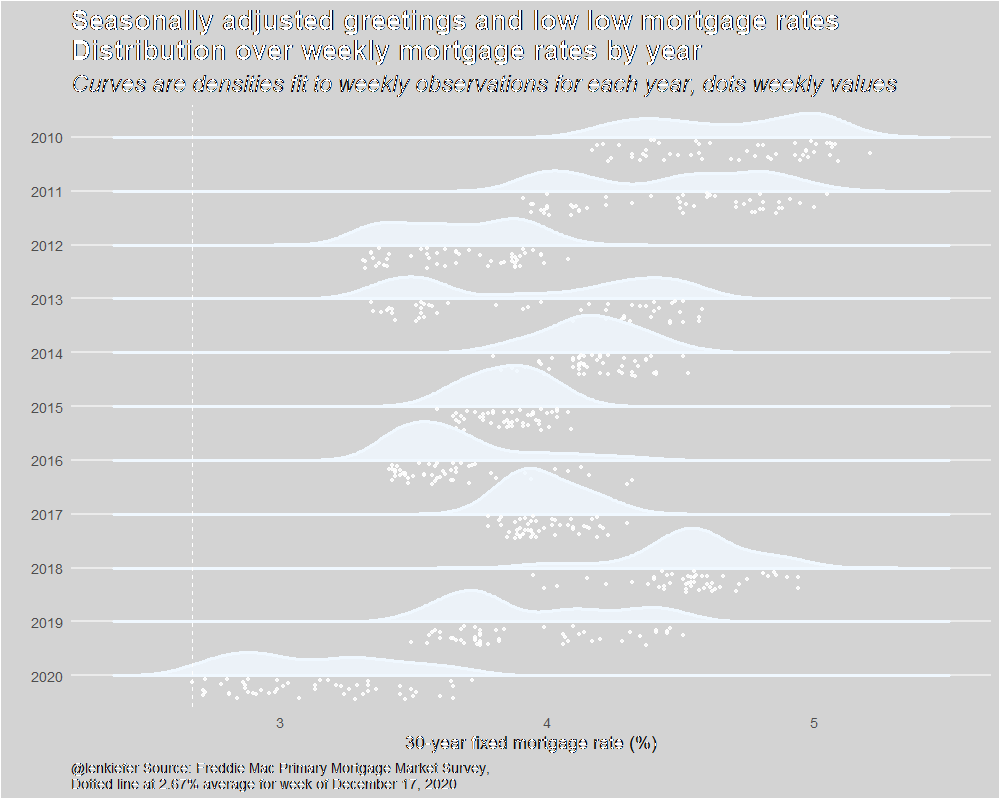 Seasonally adjusted greetings and low low mortgage rates
Distribution over weekly mortgage rates by year
Curves are densities fit to weekly observations for each year, dots weekly values
2010
2011
2012
2013
2014
2015
2016
2017
2018
2019
2020
3 4 5
30-year fixed mortgage rate (%)
@lenkiefer Source: Freddie Mac Primary Mortgage Market Survey,
Dotted line at 2.67% average for week of December 17, 2020